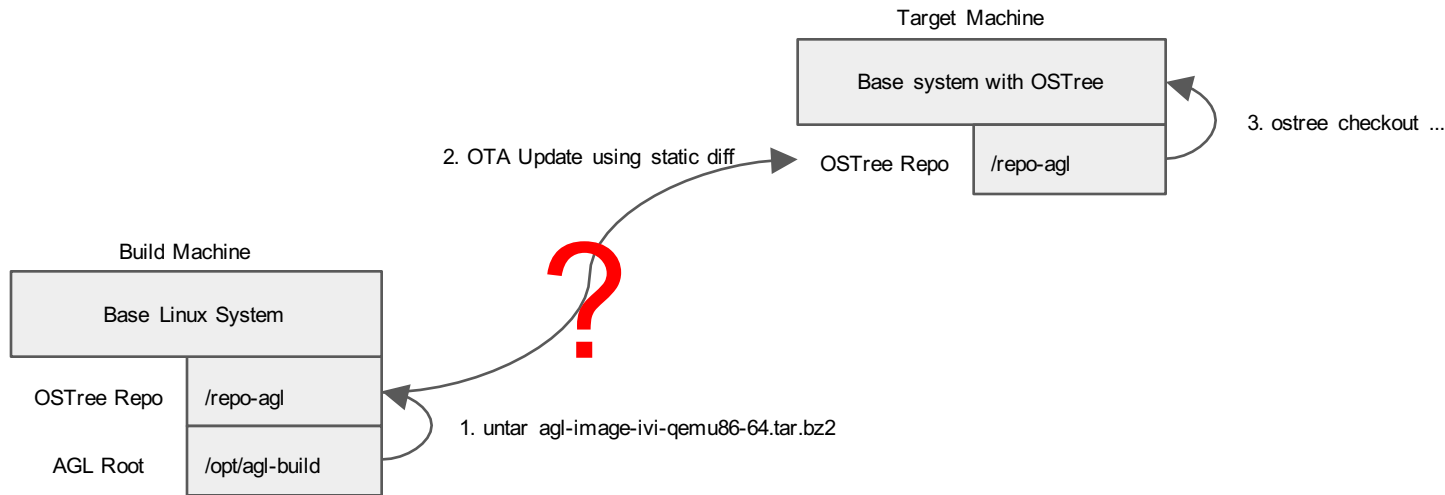 Target Machine
Base system with OSTree
3. ostree checkout ...
2. OTA Update using static diff
OSTree Repo
/repo-agl
Build Machine
?
Base Linux System
OSTree Repo
/repo-agl
1. untar agl-image-ivi-qemu86-64.tar.bz2
AGL Root
/opt/agl-build